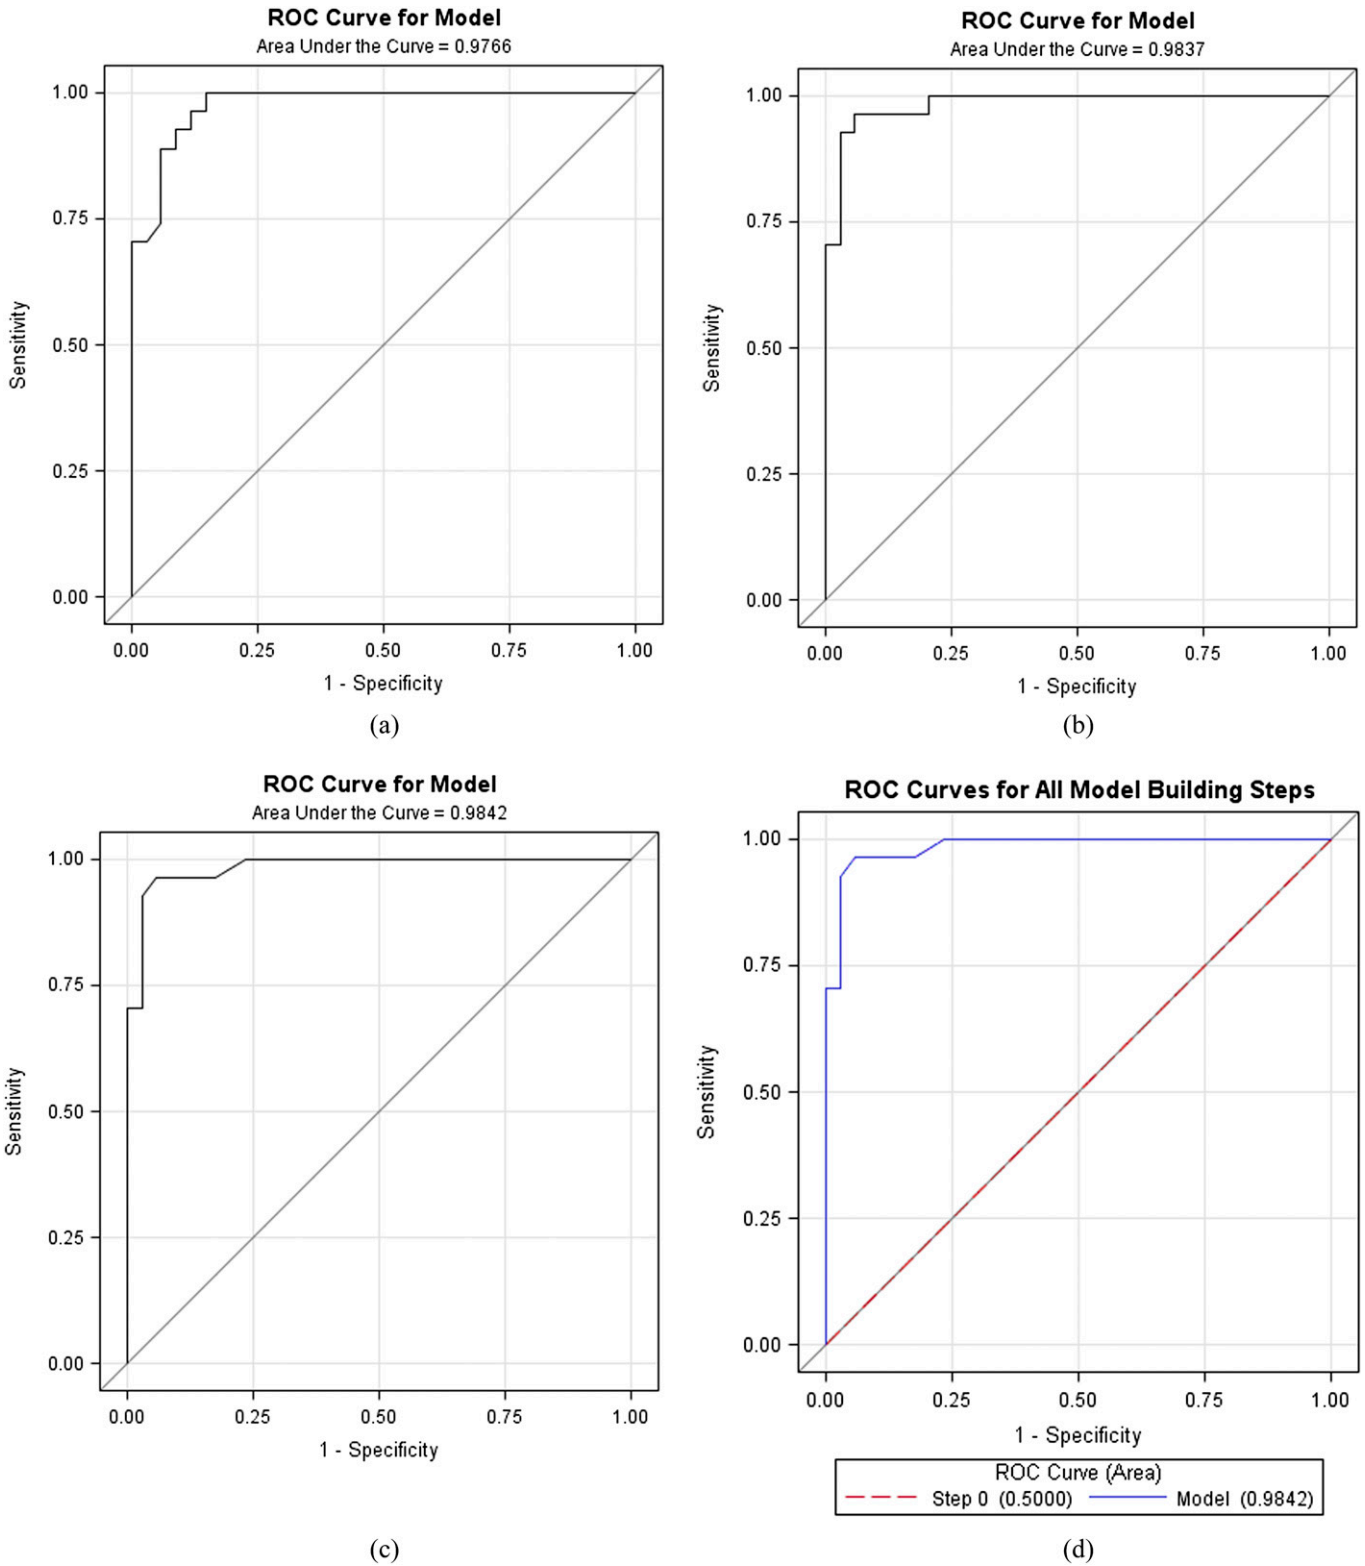 ROC Curve for Model
Area Under the Curve = 0.9766
1.00
0.75
0.50
0.25
0.00
Sensitivity
0.00 0.25 0.50 0.75 1.00
1 - Specificity
(a)
ROC Curve for Model
Area Under the Curve = 0.9837
1.00
0.75
0.50
0.25
0.00
Sensitivity
0.00 0.25 0.50 0.75 1.00
1 - Specificity
(b)
ROC Curve for Model
Area Under the Curve = 0.9842
1.00
0.75
0.50
0.25
0.00
Sensitivity
0.00 0.25 0.50 0.75 1.00
1 - Specificity
(c)
ROC Curves for All Model Building Steps
1.00
0.75
0.50
0.25
0.00
Sensitivity
0.00 0.25 0.50 0.75 1.00
1 - Specificity
ROC Curve (Area)
Step 0 (0.5000) Model (0.9842)
(d)